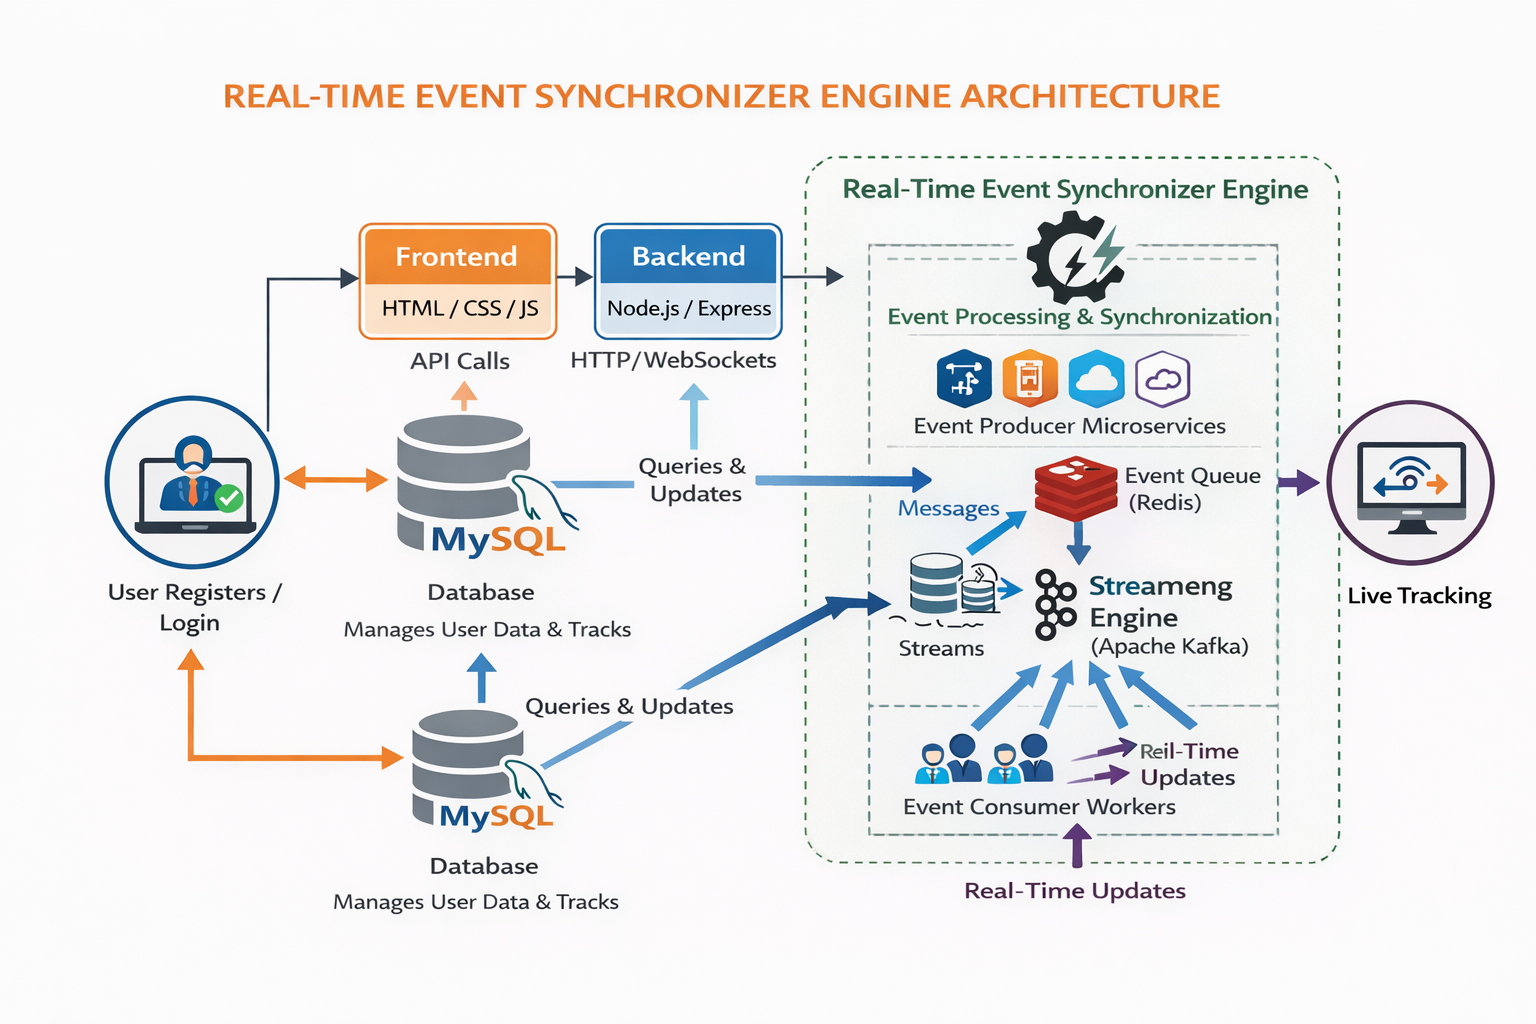 REAL-TIME EVENT SYNCHRONIZER ENGINE ARCHITECTURE
Real-Time Event Synchronizer Engine
Frontend
HTML / CSS / JS
API Calls
Backend
Node.js / Express
HTTP/WebSockets
Event Processing & Synchronization
Event Producer Microservices
Queries &
Updates
Messages
Event Queue
(Redis)
MySQL
Database
Manages User Data & Tracks
User Registers /
Login
Streams
Streameng
Engine
(Apache Kafka)
Live Tracking
Queries & Updates
MySQL
Database
Manages User Data & Tracks
Reil-Time
Updates
Event Consumer Workers
Real-Time Updates